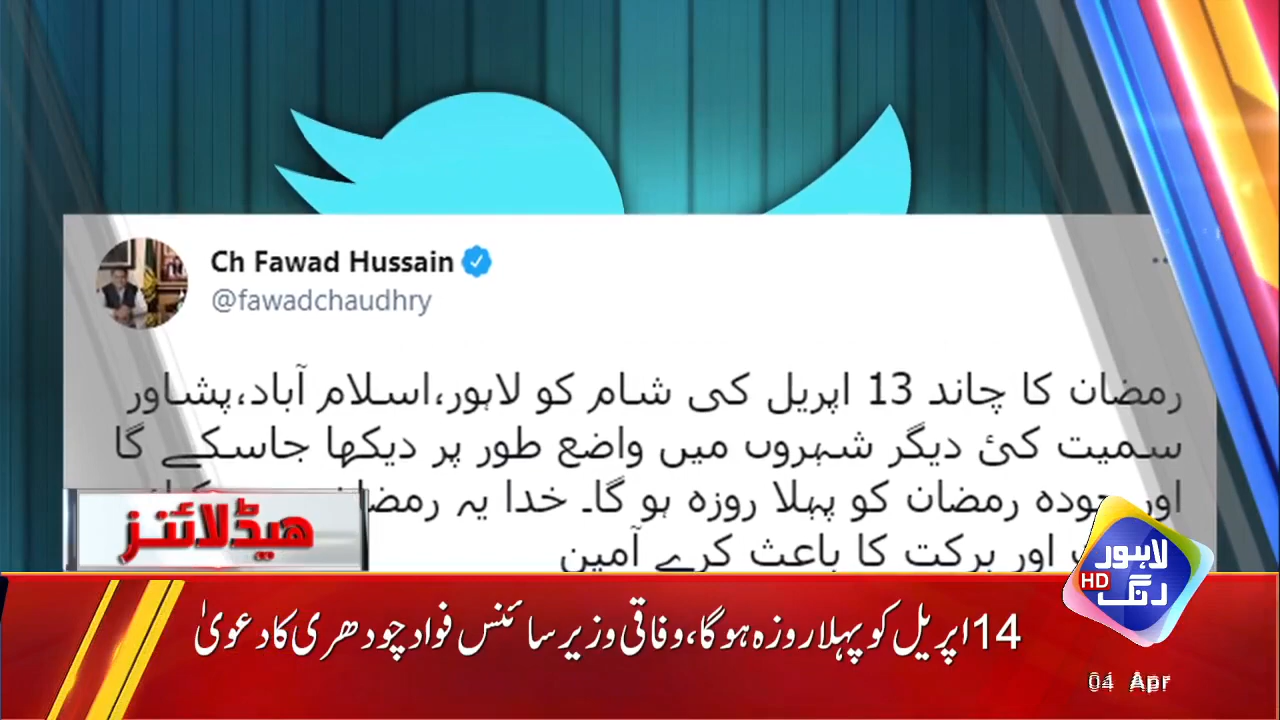 Ch Fawad Hussain
@fawadchaudhry
رمضان کا چاند 13 اپریل کی شام کو لاہور،اسلام آباد،پشاور
سمیت کئ دیگر شہروں میں واضع طور پر دیکھا جاسکے گا
اور چودہ رمضان کو پہلا روزہ ہو گا۔ خدا یہ رمضان
اور برکت کا باعث کرے آمین
ہیڈلائنز
لاہور
رنگ
HD
14اپریل کو پہلا روزہ ہوگا،وفاقی وزیر سائنس فواد چودھری کا دعویٰ
04 Apr